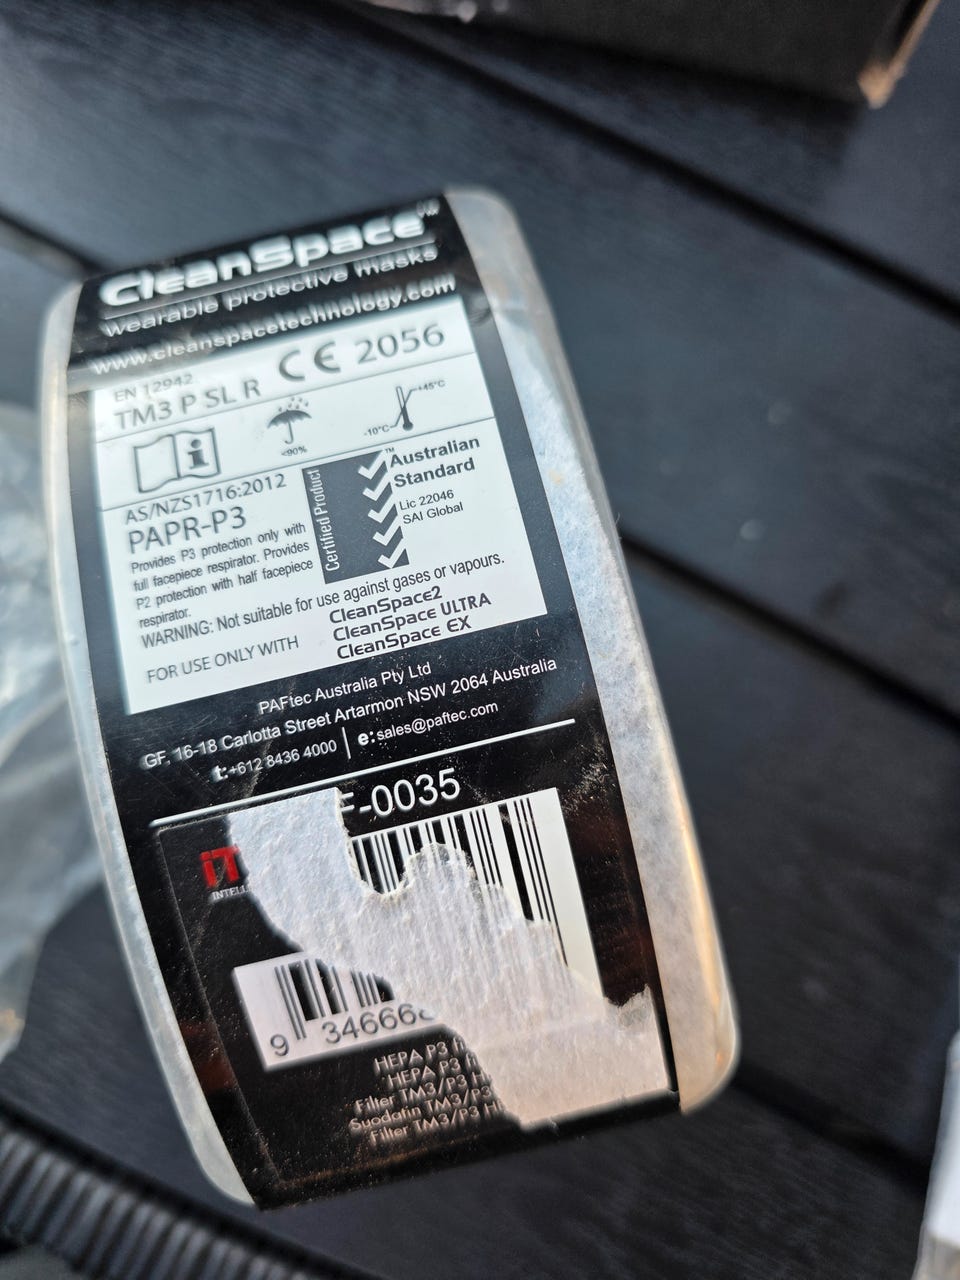 CleanSpace™
wearable protective masks
www.cleanspacetechnology.com
EN 12942
TM3 P SL R
CE 2056
<90%
-10°C
+45°C
AS/NZS1716:2012
PAPR-P3
Provides P3 protection only with
full facepiece respirator. Provides
P2 protection with half facepiece
respirator.
Certified Product
™
Australian
Standard
Lic 22046
SAI Global
WARNING: Not suitable for use against gases or vapours.
FOR USE ONLY WITH
CleanSpace2
CleanSpace ULTRA
CleanSpace EX
PAFtec Australia Pty Ltd
GF, 16-18 Carlotta Street Artarmon NSW 2064 Australia
t:+612 8436 4000 | e:sales@paftec.com
-0035
iT
INTELL
9 34666
HEPA P3
HEPA P3
Filter TM3/P3 H
Suodatin TM3/P3
Filter TM3/P3 H